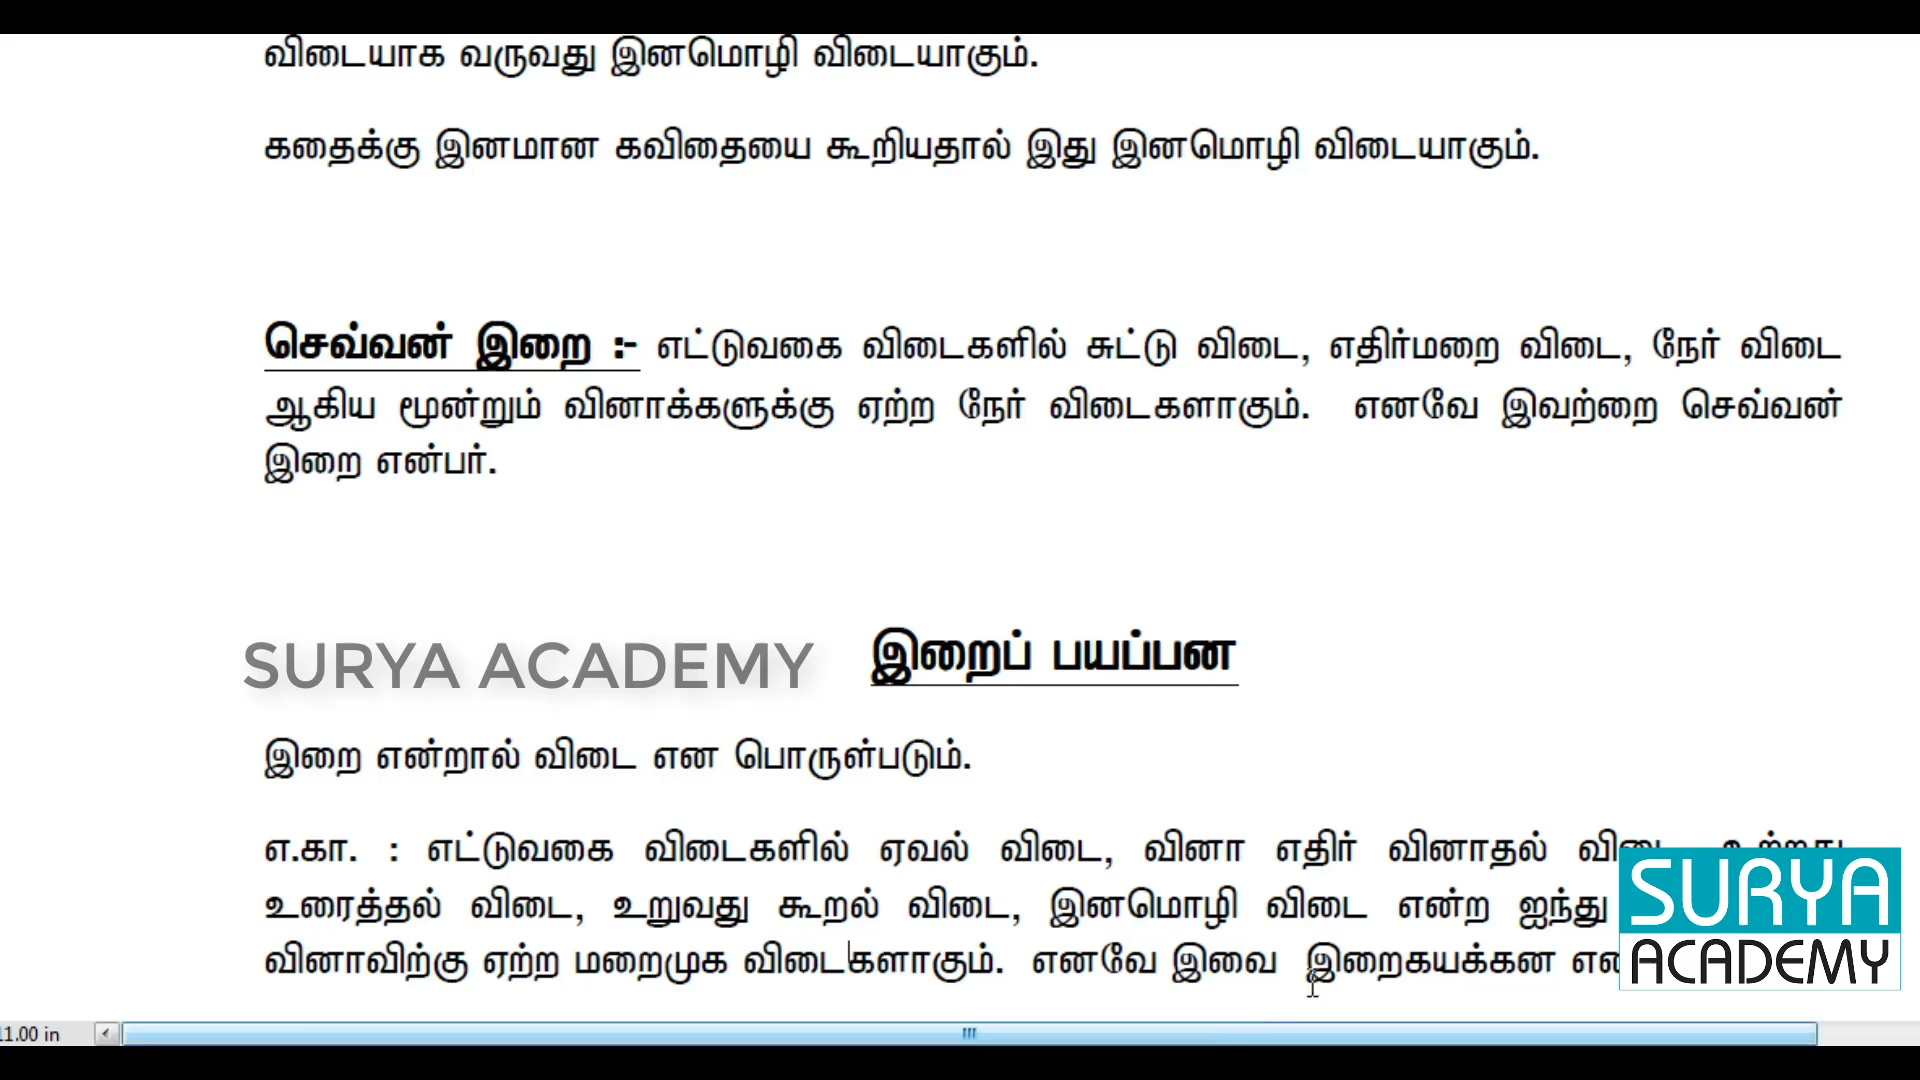 விடையாக வருவது இனமொழி விடையாகும்.
கதைக்கு இனமான கவிதையை கூறியதால் இது இனமொழி விடையாகும்.
செவ்வன் இறை :- எட்டுவகை விடைகளில் சுட்டு விடை, எதிர்மறை விடை, நேர் விடை
ஆகிய மூன்றும் வினாக்களுக்கு ஏற்ற நேர் விடைகளாகும். எனவே இவற்றை செவ்வன்
இறை என்பர்.
SURYA ACADEMY
இறைப் பயப்பன
இறை என்றால் விடை என பொருள்படும்.
எ.கா. : எட்டுவகை விடைகளில் ஏவல் விடை, வினா எதிர் வினாதல்
உரைத்தல் விடை, உறுவது கூறல் விடை, இனமொழி விடை என்ற ஐந்து
வினாவிற்கு ஏற்ற மறைமுக விடைகளாகும். எனவே இவை இறைகயக்கன
SURYA
ACADEMY
11.00 in